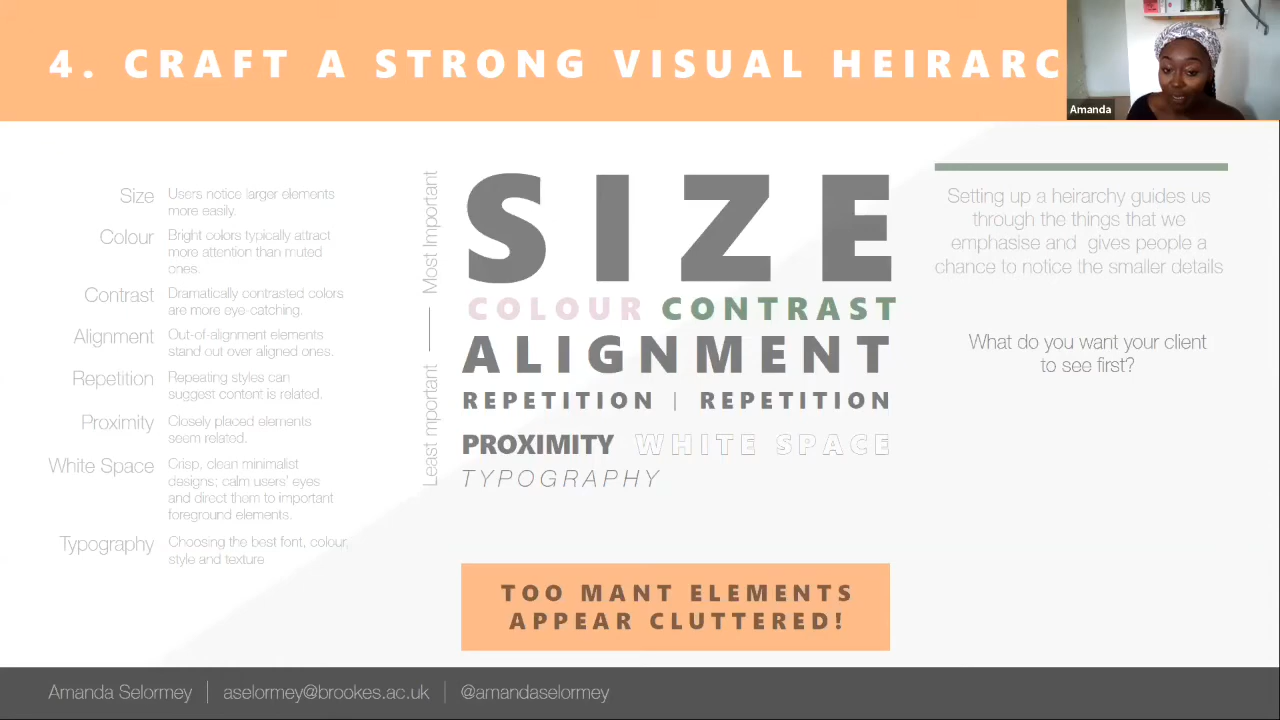 4. CRAFT A STRONG VISUAL HEIRARC
Amanda
Size
Users notice larger elements
more easily.
Colour
Bright colors typically attract
more attention than muted
ones.
Contrast
Dramatically contrasted colors
are more eye-catching.
Alignment
Out-of-alignment elements
stand out over aligned ones.
Repetition
Repeating styles can
suggest content is related.
Proximity
Closely placed elements
seem related.
White Space
Crisp, clean minimalist
designs; calm users' eyes
and direct them to important
foreground elements.
Typography
Choosing the best font, colour,
style and texture
Most Important
Least mportant
SIZE
COLOUR CONTRAST
ALIGNMENT
REPETITION | REPETITION
PROXIMITY WHITE SPACE
TYPOGRAPHY
TOO MANT ELEMENTS
APPEAR CLUTTERED!
Setting up a heirarchy guides us
through the things that we
emphasise and gives people a
chance to notice the smaller details
What do you want your client
to see first?
Amanda Selormey | aselormey@brookes.ac.uk | @amandaselormey